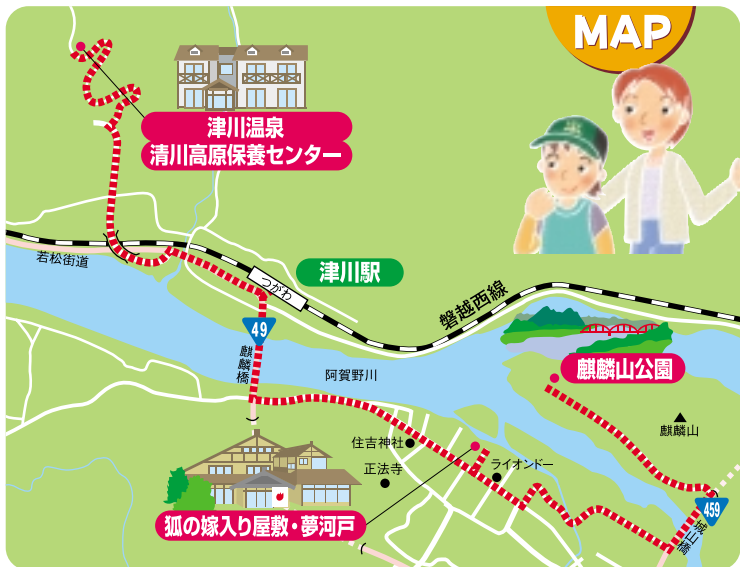 MAP
津川温泉
清川高原保養センター
若松街道
津川駅
つがわ
磐越西線
49
麒麟橋
阿賀野川
麒麟山公園
麒麟山
住吉神社
正法寺
ライオンドー
狐の嫁入り屋敷・夢河戸
459
城山橋